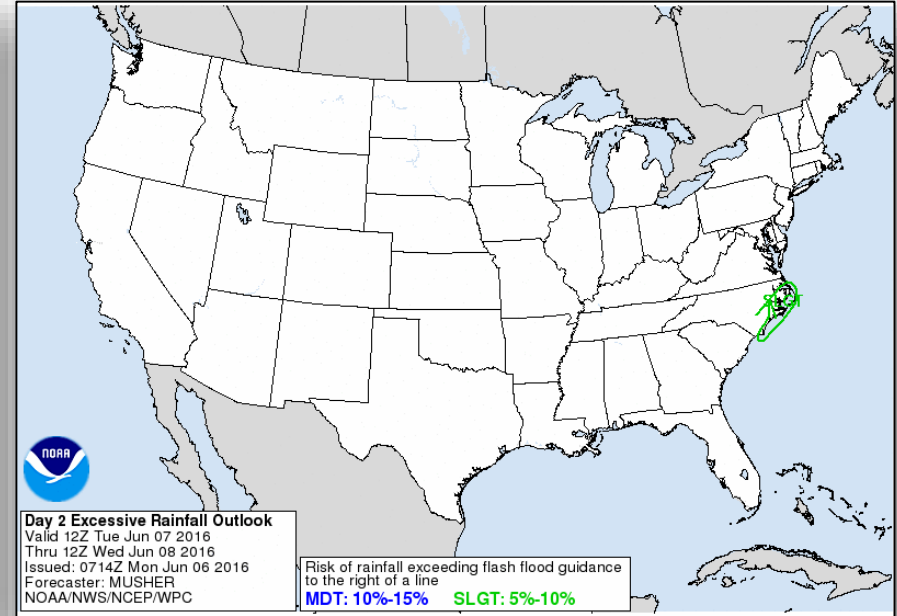 SLGT
NOAA
Day 2 Excessive Rainfall Outlook
Valid 12Z Tue Jun 07 2016
Thru 12Z Wed Jun 08 2016
Issued: 0714Z Mon Jun 06 2016
Forecaster: MUSHER
NOAA/NWS/NCEP/WPC
Risk of rainfall exceeding flash flood guidance
to the right of a line
MDT: 10%-15% SLGT: 5%-10%